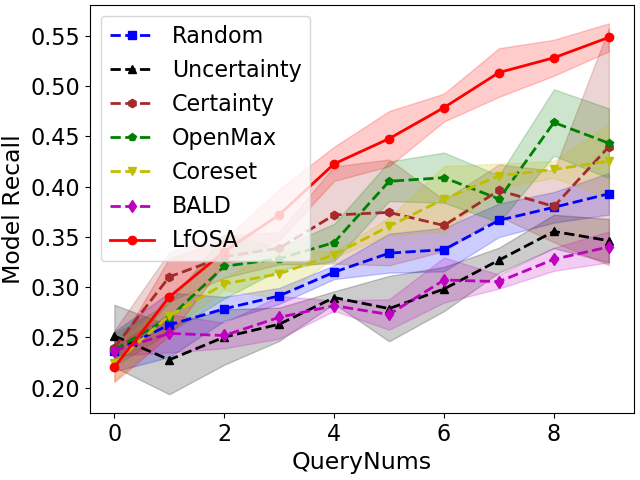 Random
Uncertainty
Certainty
OpenMax
Coreset
BALD
LfOSA
Model Recall
0.55
0.50
0.45
0.40
0.35
0.30
0.25
0.20
0
2
4
6
8
QueryNums